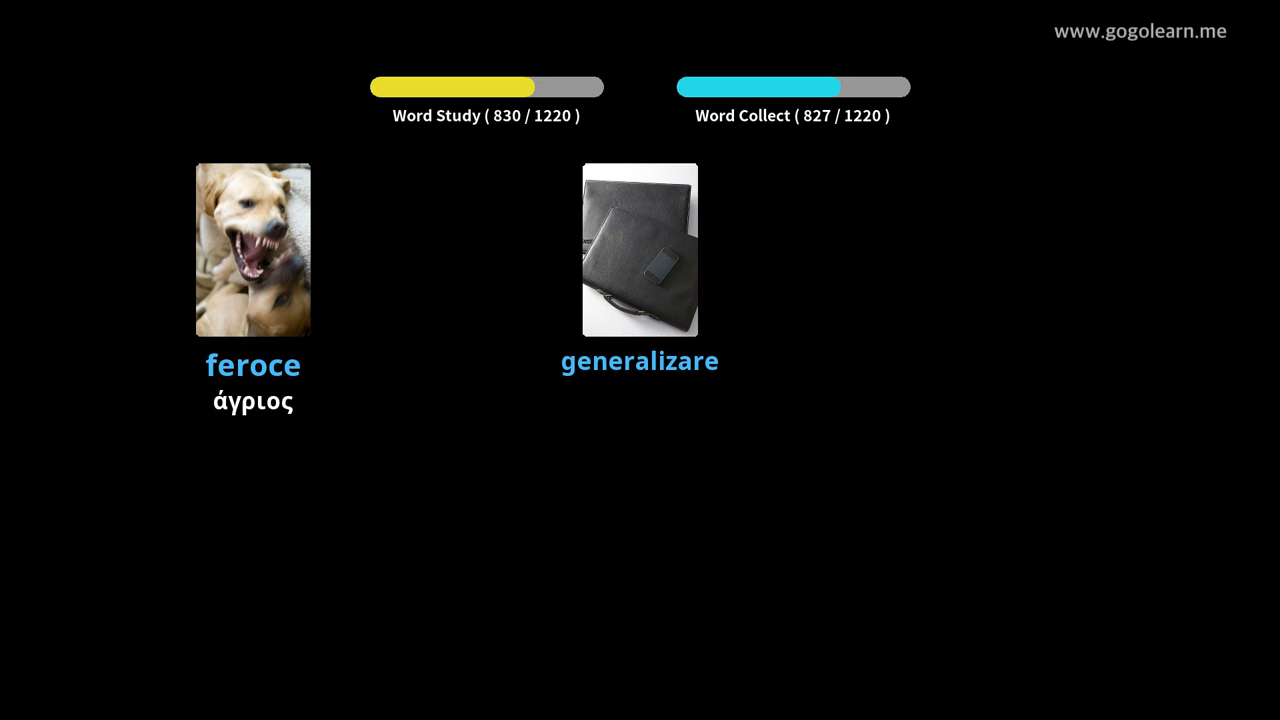 www.gogolearn.me
Word Study ( 830 / 1220 )
Word Collect ( 827 / 1220 )
feroce
άγριος
generalizare